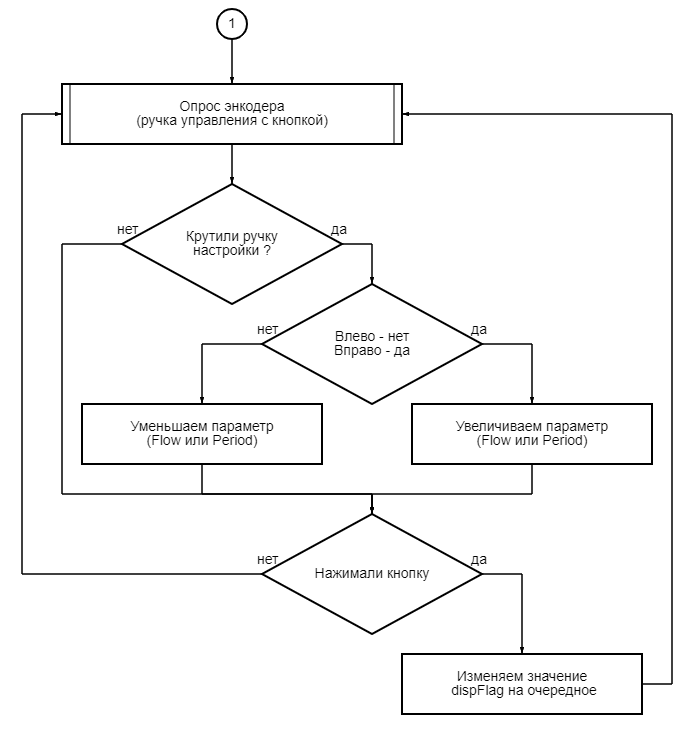 1
Опрос энкодера
(ручка управления с кнопкой)
нет
да
Крутили ручку
настройки ?
нет
да
Влево - нет
Вправо - да
Уменьшаем параметр
(Flow или Period)
Увеличиваем параметр
(Flow или Period)
нет
да
Нажимали кнопку
Изменяем значение
dispFlag на очередное